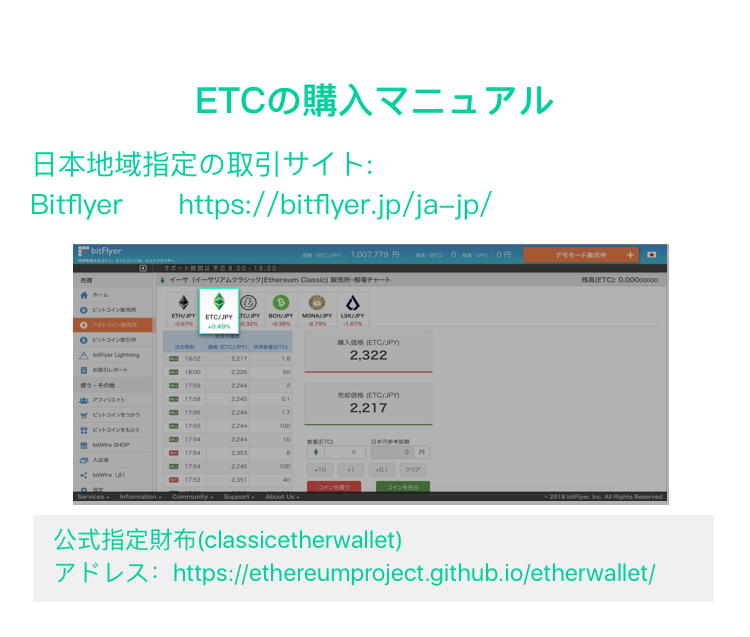 ETCの購入マニュアル
日本地域指定の取引サイト:
Bitflyer https://bitflyer.jp/ja-jp/
bitFlyer
価格 (BTC/JPY) : 1,007,779 円 残高 (BTC) : 0 残高 (JPY) : 0 円 デモモード表示中 +
サポート時間は平日 9:00 - 18:00
売買
イーサ（イーサリアムクラシック|Ethereum Classic) 販売所・相場チャート 残高(ETC): 0.00000000
ホーム
ビットコイン販売所
アルトコイン販売所
ビットコイン取引所
bitFlyer Lightning
お取引レポート
使う・その他
アフィリエイト
ビットコインをつかう
ビットコインをもらう
bitWire SHOP
入出金
bitWire (β)
設定
ETH/JPY ETC/JPY BCH/JPY MONA/JPY LSK/JPY
-0.67% +0.49% 0.32% -0.38% -6.79% -1.67%
注文時刻 価格 (ETC/JPY) 決済数量(ETC)
SELL 18:02 2,217 1.8
SELL 18:00 2,226 50
SELL 17:59 2,244 2
SELL 17:58 2,245 0.1
SELL 17:56 2,244 1.7
SELL 17:55 2,244 100
SELL 17:54 2,244 10
BUY 17:54 2,353 8
SELL 17:54 2,245 100
BUY 17:53 2,351 40
購入価格 (ETC/JPY)
2,322
売却価格 (ETC/JPY)
2,217
数量(ETC) 日本円参考総額
0 0 円
+10 +1 +0.1 クリア
コインを買う コインを売る
Services Information Community Support About Us © 2018 bitFlyer, Inc. All Rights Reserved
公式指定財布(classicetherwallet)
アドレス：https://ethereumproject.github.io/etherwallet/